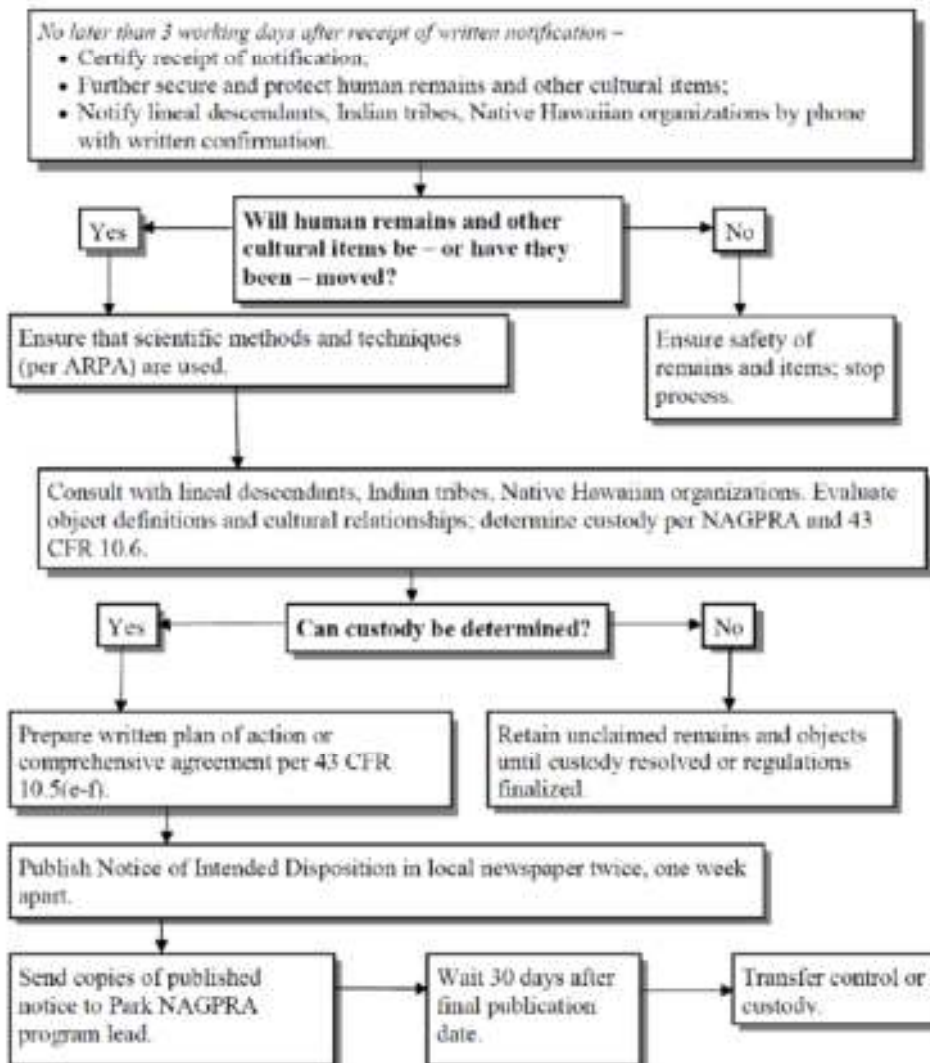 No later than 3 working days after receipt of written notification –
• Certify receipt of notification;
• Further secure and protect human remains and other cultural items;
• Notify lineal descendants, Indian tribes, Native Hawaiian organizations by phone
with written confirmation.
Yes
Will human remains and other
cultural items be – or have they
been – moved?
No
Ensure that scientific methods and techniques
(per ARPA) are used.
Ensure safety of
remains and items; stop
process.
Consult with lineal descendants, Indian tribes, Native Hawaiian organizations. Evaluate
object definitions and cultural relationships; determine custody per NAGPRA and 43
CFR 10.6.
Yes
Can custody be determined?
No
Prepare written plan of action or
comprehensive agreement per 43 CFR
10.5(e-f).
Retain unclaimed remains and objects
until custody resolved or regulations
finalized.
Publish Notice of Intended Disposition in local newspaper twice, one week
apart.
Send copies of published
notice to Park NAGPRA
program lead.
Wait 30 days after
final publication
date.
Transfer control or
custody.